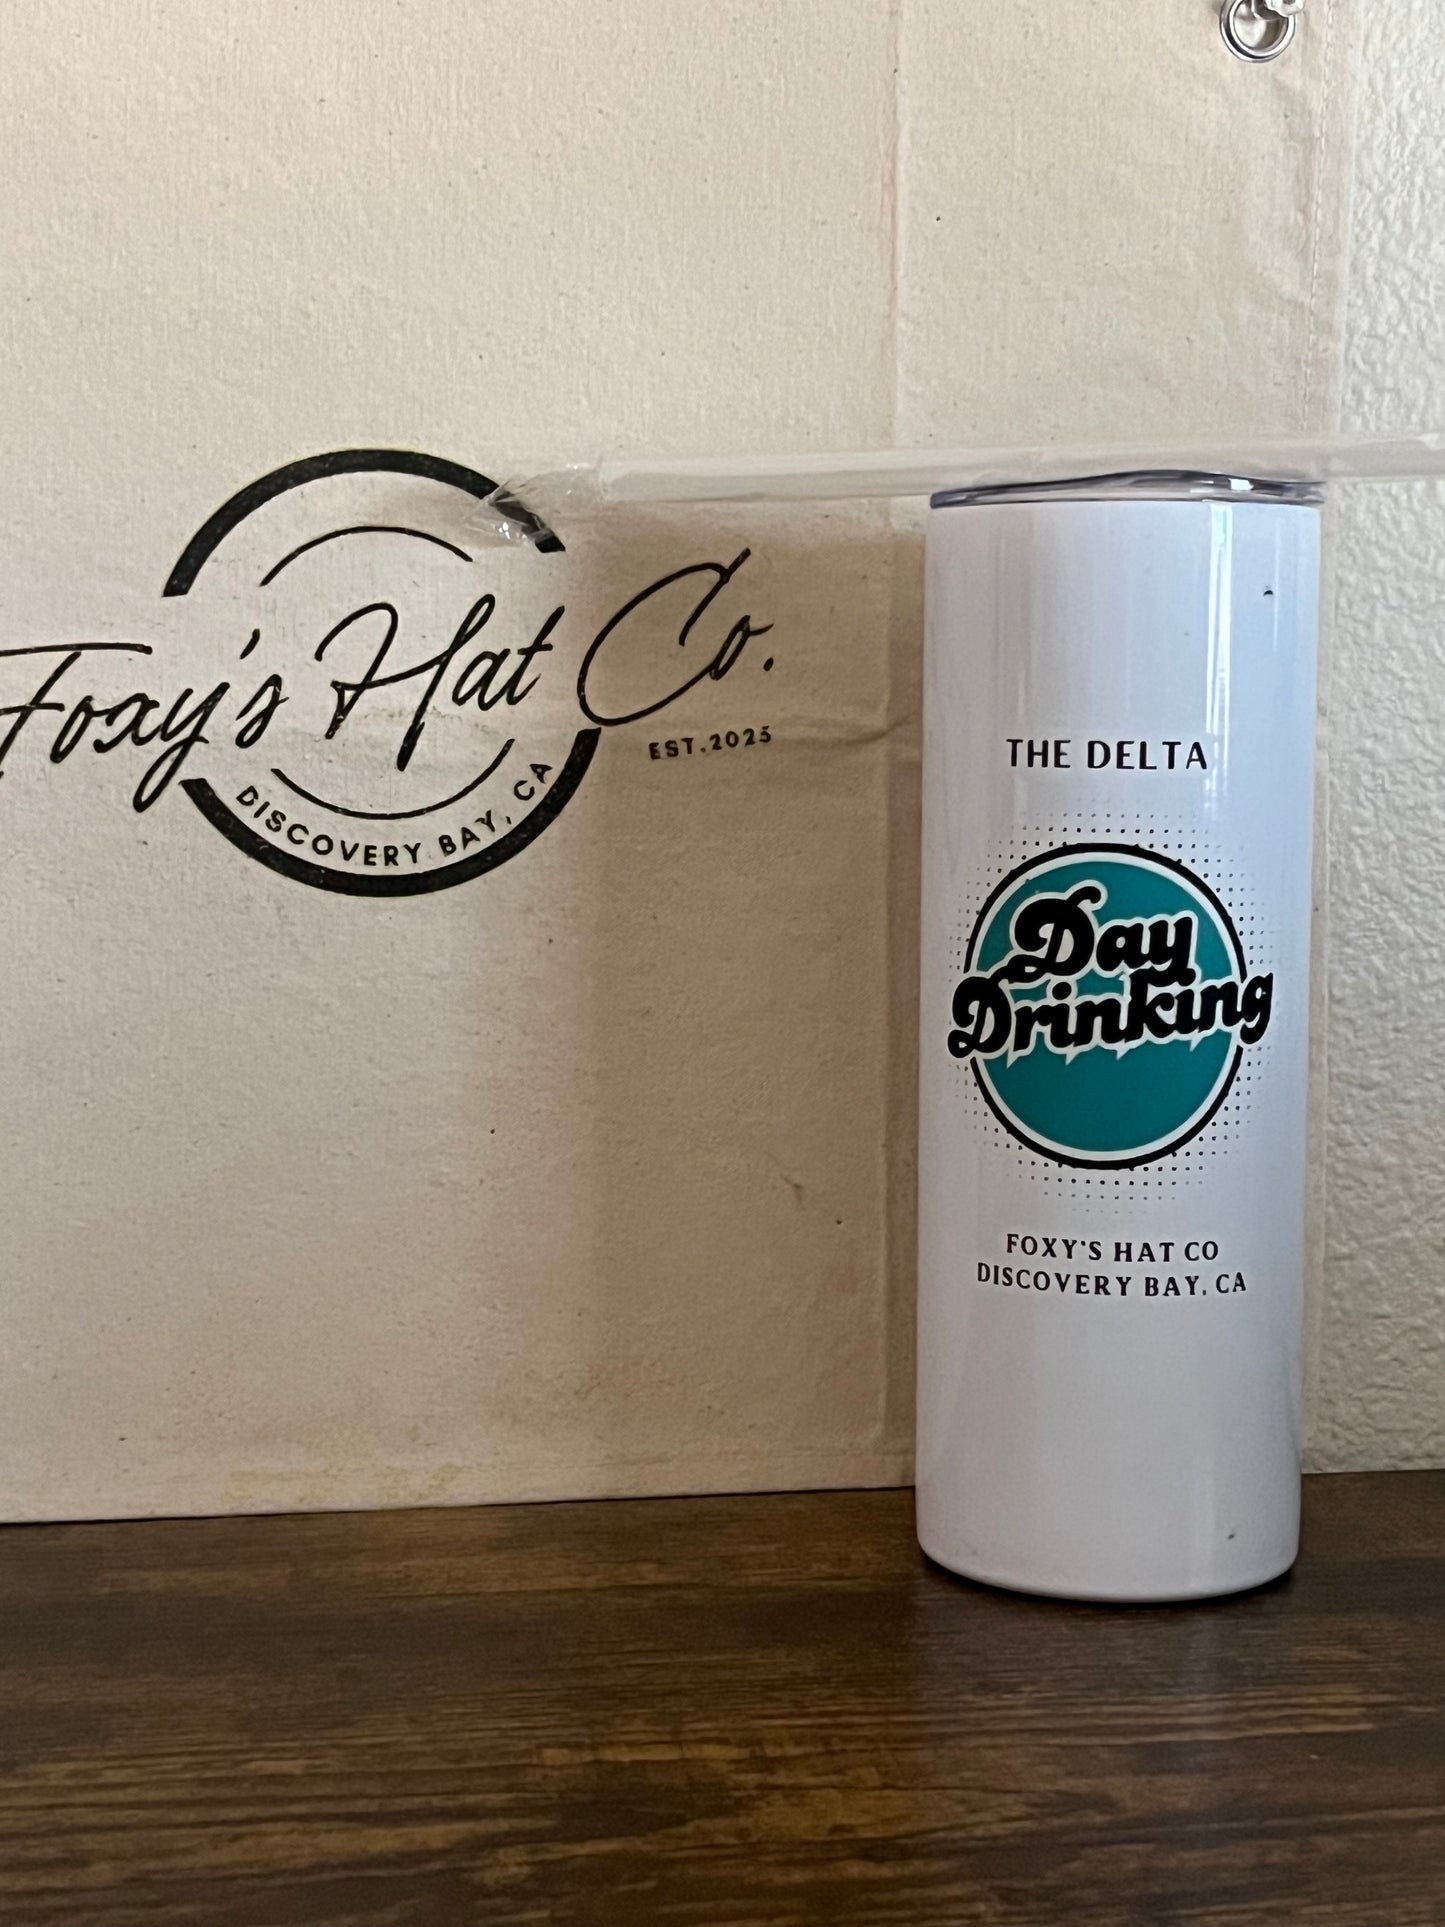 Foxy's Hat Co.
EST.2025
DISCOVERY BAY, CA
THE DELTA
Day
Drinking
FOXY'S HAT CO
DISCOVERY BAY, CA